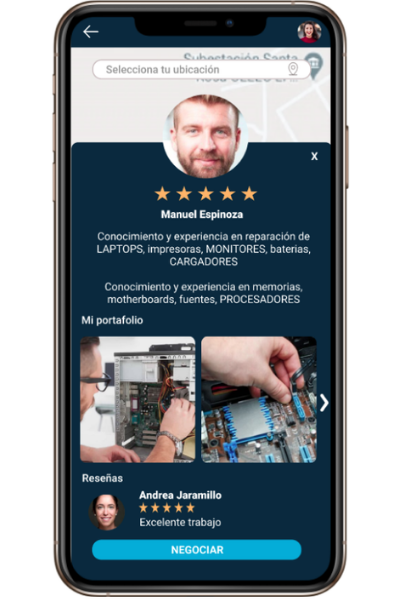 Subestación Santa
Selecciona tu ubicación
X
Manuel Espinoza
Conocimiento y experiencia en reparación de
LAPTOPS, impresoras, MONITORES, baterias,
CARGADORES
Conocimiento y experiencia en memorias,
motherboards, fuentes, PROCESADORES
Mi portafolio
Reseñas
Andrea Jaramillo
Excelente trabajo
NEGOCIAR